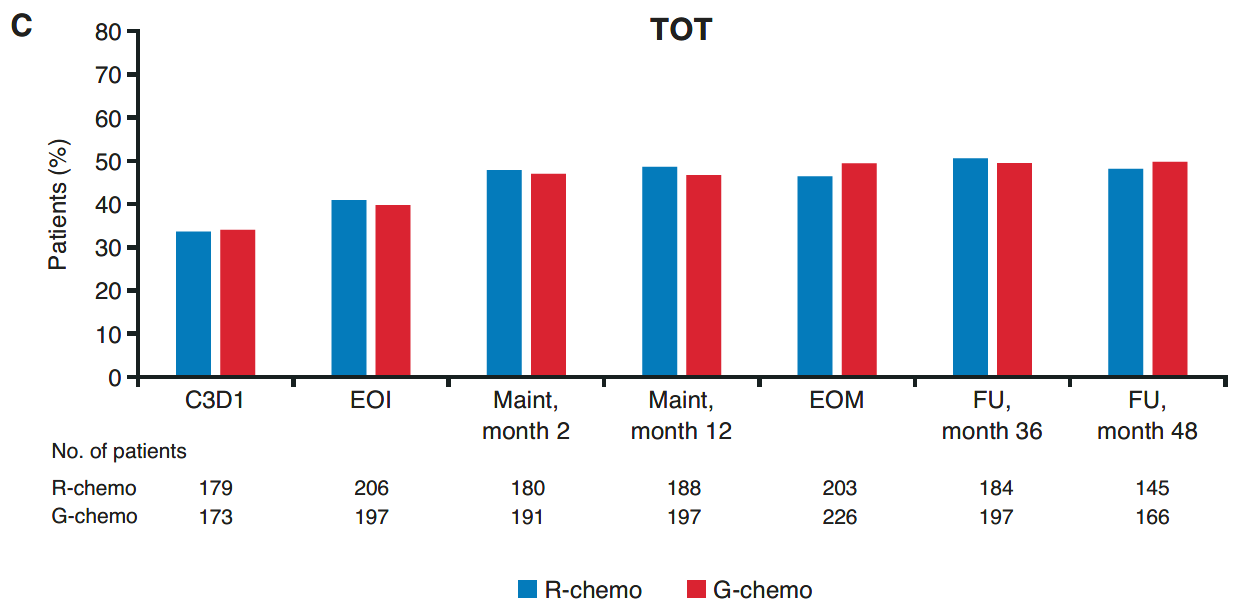 C
TOT
Patients (%)
80
70
60
50
40
30
20
10
0
C3D1 EOI Maint, month 2 Maint, month 12 EOM FU, month 36 FU, month 48
No. of patients
R-chemo 179 206 180 188 203 184 145
G-chemo 173 197 191 197 226 197 166
R-chemo G-chemo